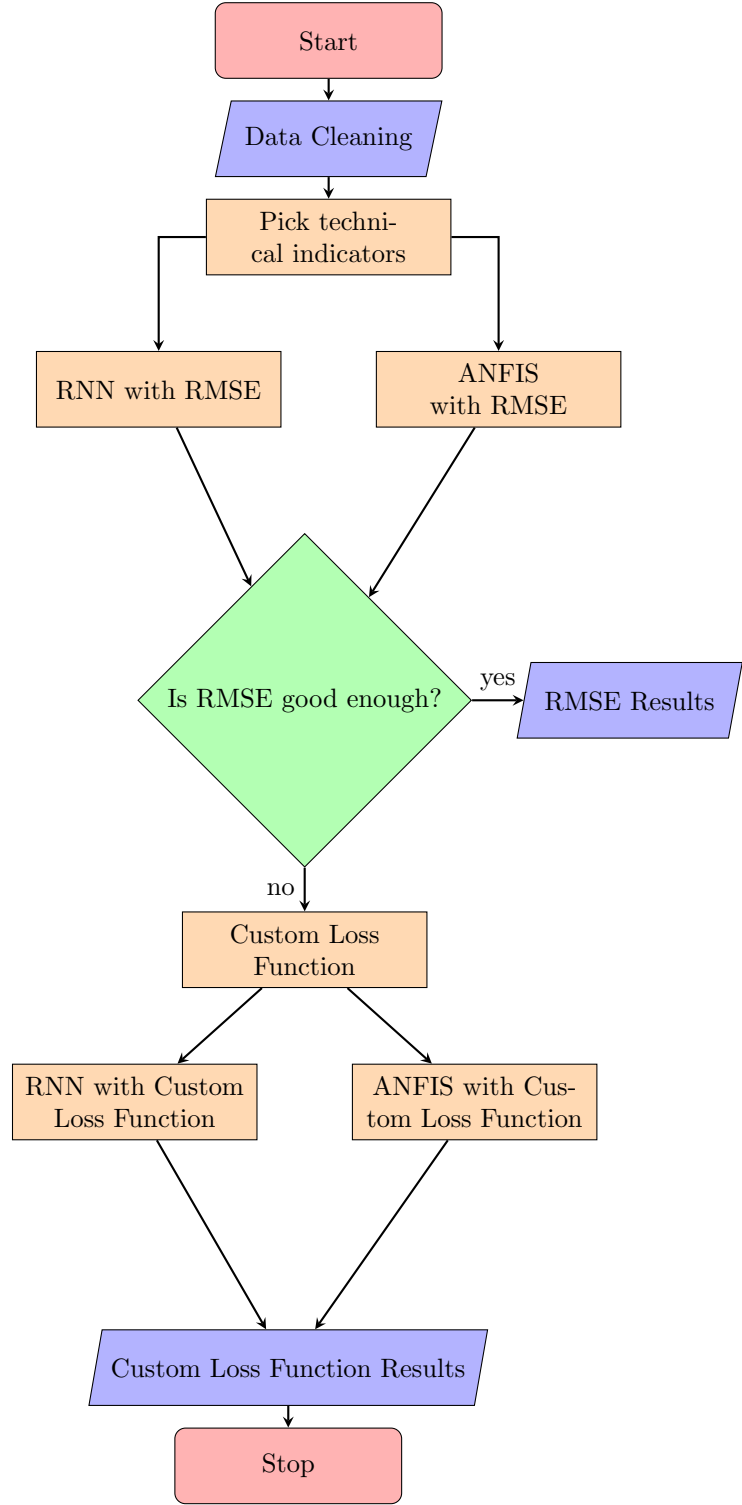 Start
Data Cleaning
Pick techni-
cal indicators
RNN with RMSE
ANFIS
with RMSE
Is RMSE good enough?
yes
RMSE Results
no
Custom Loss
Function
RNN with Custom
Loss Function
ANFIS with Cus-
tom Loss Function
Custom Loss Function Results
Stop